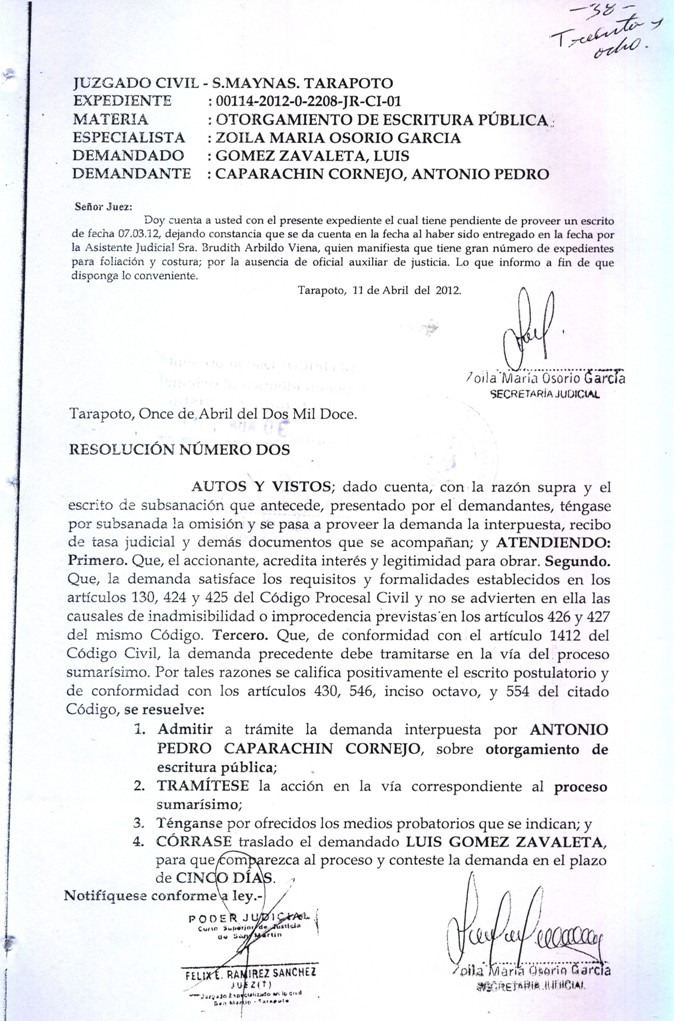 -38-
Treinta y
ocho.
JUZGADO CIVIL - S.MAYNAS. TARAPOTO
EXPEDIENTE : 00114-2012-0-2208-JR-CI-01
MATERIA : OTORGAMIENTO DE ESCRITURA PÚBLICA.
ESPECIALISTA : ZOILA MARIA OSORIO GARCIA
DEMANDADO : GOMEZ ZAVALETA, LUIS
DEMANDANTE : CAPARACHIN CORNEJO, ANTONIO PEDRO
Señor Juez:
Doy cuenta a usted con el presente expediente el cual tiene pendiente de proveer un escrito
de fecha 07.03.12, dejando constancia que se da cuenta en la fecha al haber sido entregado en la fecha por
la Asistente Judicial Sra. Brudith Arbildo Viena, quien manifiesta que tiene gran número de expedientes
para foliación y costura; por la ausencia de oficial auxiliar de justicia. Lo que informo a fin de que
disponga lo conveniente.
Tarapoto, 11 de Abril del 2012.
Zoila María Osorio García
SECRETARIA JUDICIAL
Tarapoto, Once de Abril del Dos Mil Doce.
RESOLUCIÓN NÚMERO DOS
AUTOS Y VISTOS; dado cuenta, con la razón supra y el
escrito de subsanación que antecede, presentado por el demandantes, téngase
por subsanada la omisión y se pasa a proveer la demanda la interpuesta, recibo
de tasa judicial y demás documentos que se acompañan; y ATENDIENDO:
Primero. Que, el accionante, acredita interés y legitimidad para obrar. Segundo.
Que, la demanda satisface los requisitos y formalidades establecidos en los
artículos 130, 424 y 425 del Código Procesal Civil y no se advierten en ella las
causales de inadmisibilidad o improcedencia previstas en los artículos 426 y 427
del mismo Código. Tercero. Que, de conformidad con el artículo 1412 del
Código Civil, la demanda precedente debe tramitarse en la vía del proceso
sumarísimo. Por tales razones se califica positivamente el escrito postulatorio y
de conformidad con los artículos 430, 546, inciso octavo, y 554 del citado
Código, se resuelve:
1. Admitir a trámite la demanda interpuesta por ANTONIO
PEDRO CAPARACHIN CORNEJO, sobre otorgamiento de
escritura pública;
2. TRAMÍTESE la acción en la vía correspondiente al proceso
sumarísimo;
3. Ténganse por ofrecidos los medios probatorios que se indican; y
4. CÓRRASE traslado el demandado LUIS GOMEZ ZAVALETA,
para que comparezca al proceso y conteste la demanda en el plazo
de CINCO DÍAS.
Notifíquese conforme a ley.-
PODER JUDICIAL
Corte Superior de Justicia
de San Martín
FELIX E. RAMIREZ SANCHEZ
JUEZ(T)
Juzgado Especializado en lo civil
San Martín - Tarapoto
Zoila María Osorio García
SECRETARIA JUDICIAL